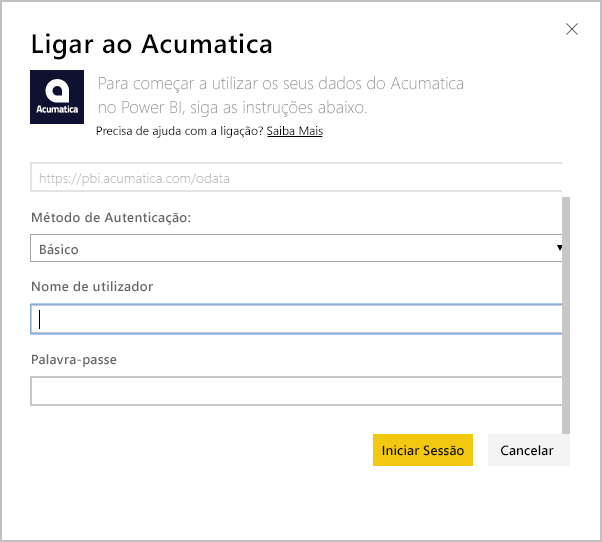 Ligar ao Acumatica
Acumatica
Para começar a utilizar os seus dados do Acumatica
no Power BI, siga as instruções abaixo.
Precisa de ajuda com a ligação? Saiba Mais
https://pbi.acumatica.com/odata
Método de Autenticação:
Básico
Nome de utilizador
Palavra-passe
Iniciar Sessão
Cancelar